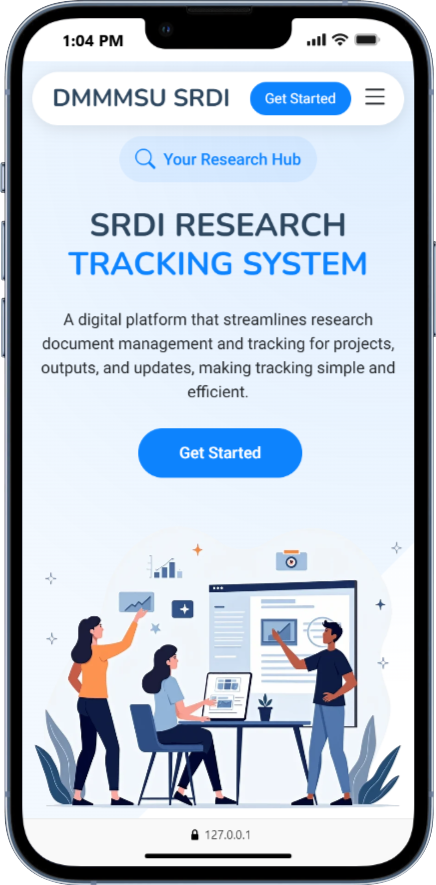 1:04 PM
DMMMSU SRDI
Get Started
Your Research Hub
SRDI RESEARCH
TRACKING SYSTEM
A digital platform that streamlines research
document management and tracking for projects,
outputs, and updates, making tracking simple and
efficient.
Get Started
127.0.0.1